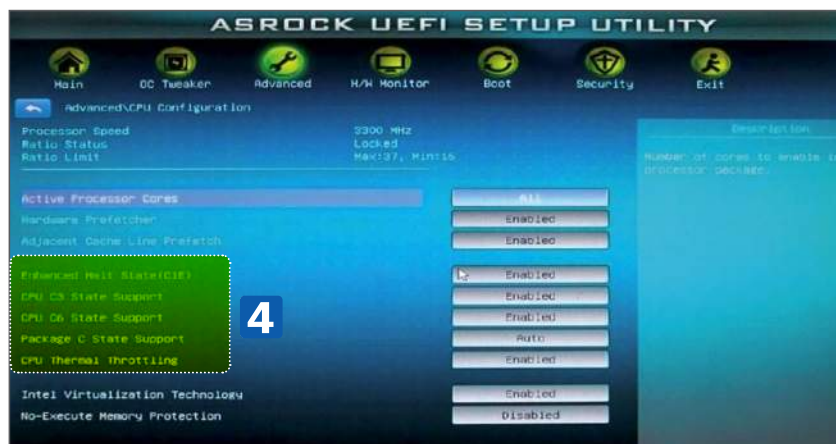 ASROCK UEFI SETUP UTILITY
Main OC Tweaker Advanced H/W Monitor Boot Security Exit
Advanced\CPU Configuration
Description
Processor Speed 3300 MHz
Ratio Status Locked
Ratio Limit Max:37, Min:16
Number of cores to enable
processor package.
Active Processor Cores All
Hardware Prefetcher Enabled
Adjacent Cache Line Prefetch Enabled
Enhanced Halt State(C1E) Enabled
CPU C3 State Support Enabled
CPU C6 State Support Enabled
4
Package C State Support Auto
CPU Thermal Throttling Enabled
Intel Virtualization Technology Enabled
No-Execute Memory Protection Disabled